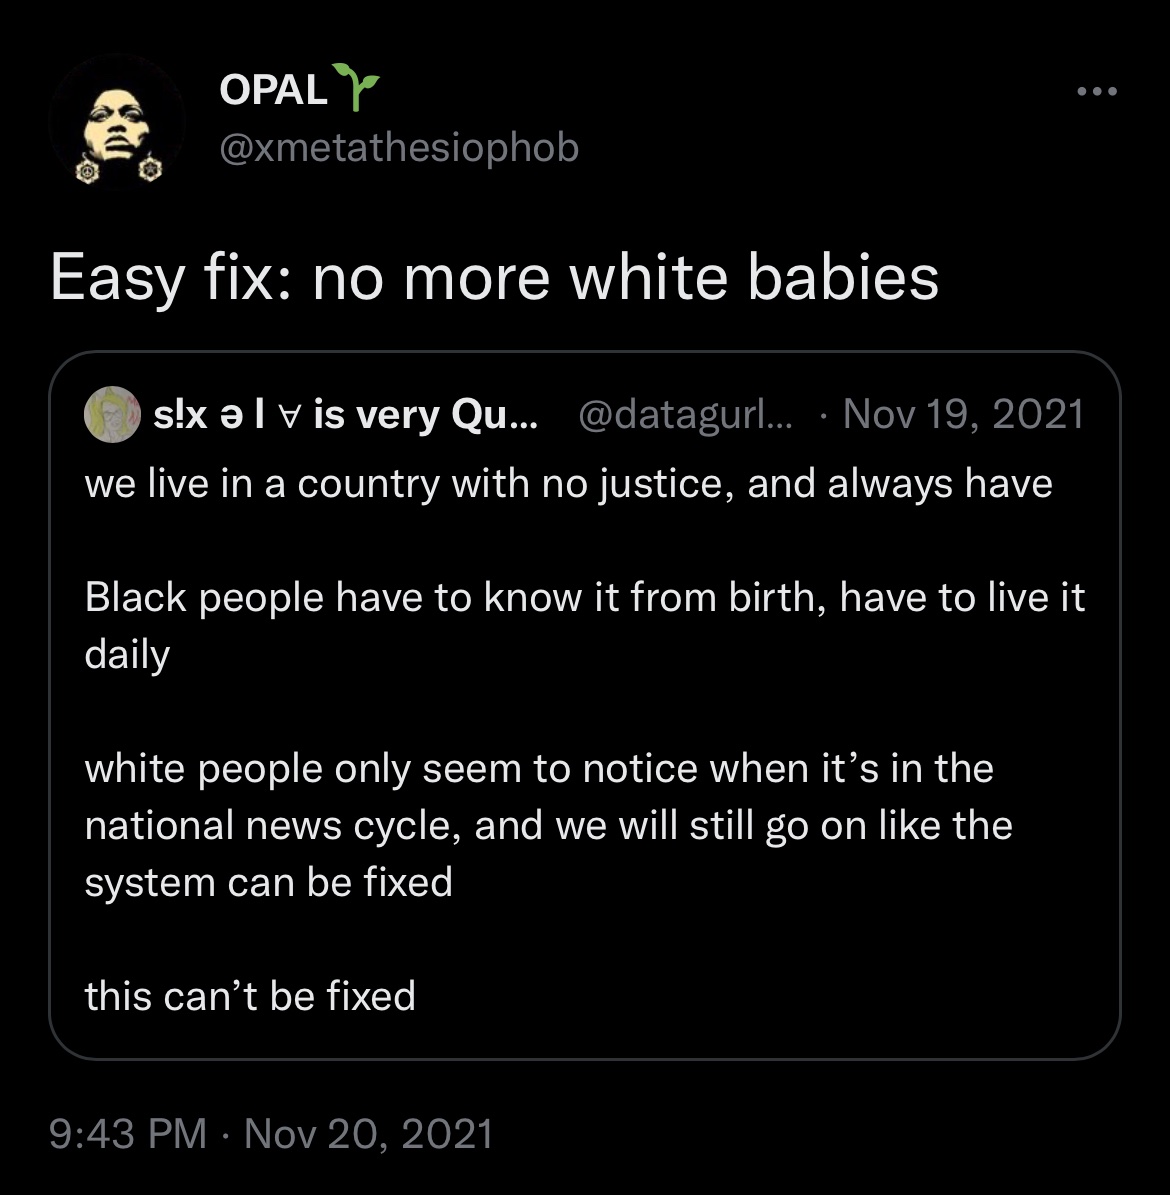 OPAL🌱
@xmetathesiophob
Easy fix: no more white babies
s!x ə l ∀ is very Qu... @datagurl... · Nov 19, 2021
we live in a country with no justice, and always have
Black people have to know it from birth, have to live it
daily
white people only seem to notice when it’s in the
national news cycle, and we will still go on like the
system can be fixed
this can’t be fixed
9:43 PM · Nov 20, 2021